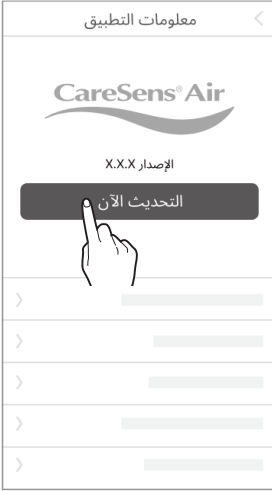 معلومات التطبيق
CareSens® Air
الإصدار X.X.X
التحديث الآن